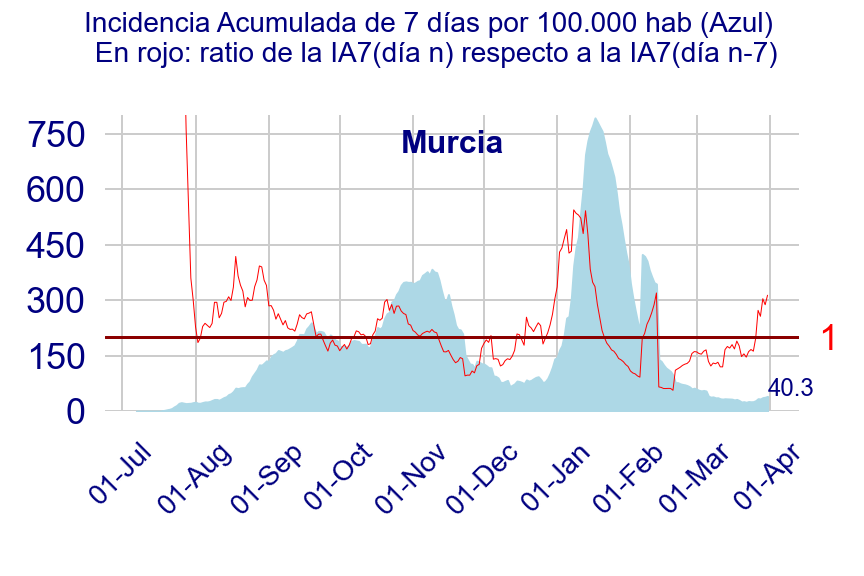 Incidencia Acumulada de 7 días por 100.000 hab (Azul)
En rojo: ratio de la IA7(día n) respecto a la IA7(día n-7)
Murcia
750
600
450
300
150
0
1
40.3
01-Jul
01-Aug
01-Sep
01-Oct
01-Nov
01-Dec
01-Jan
01-Feb
01-Mar
01-Apr